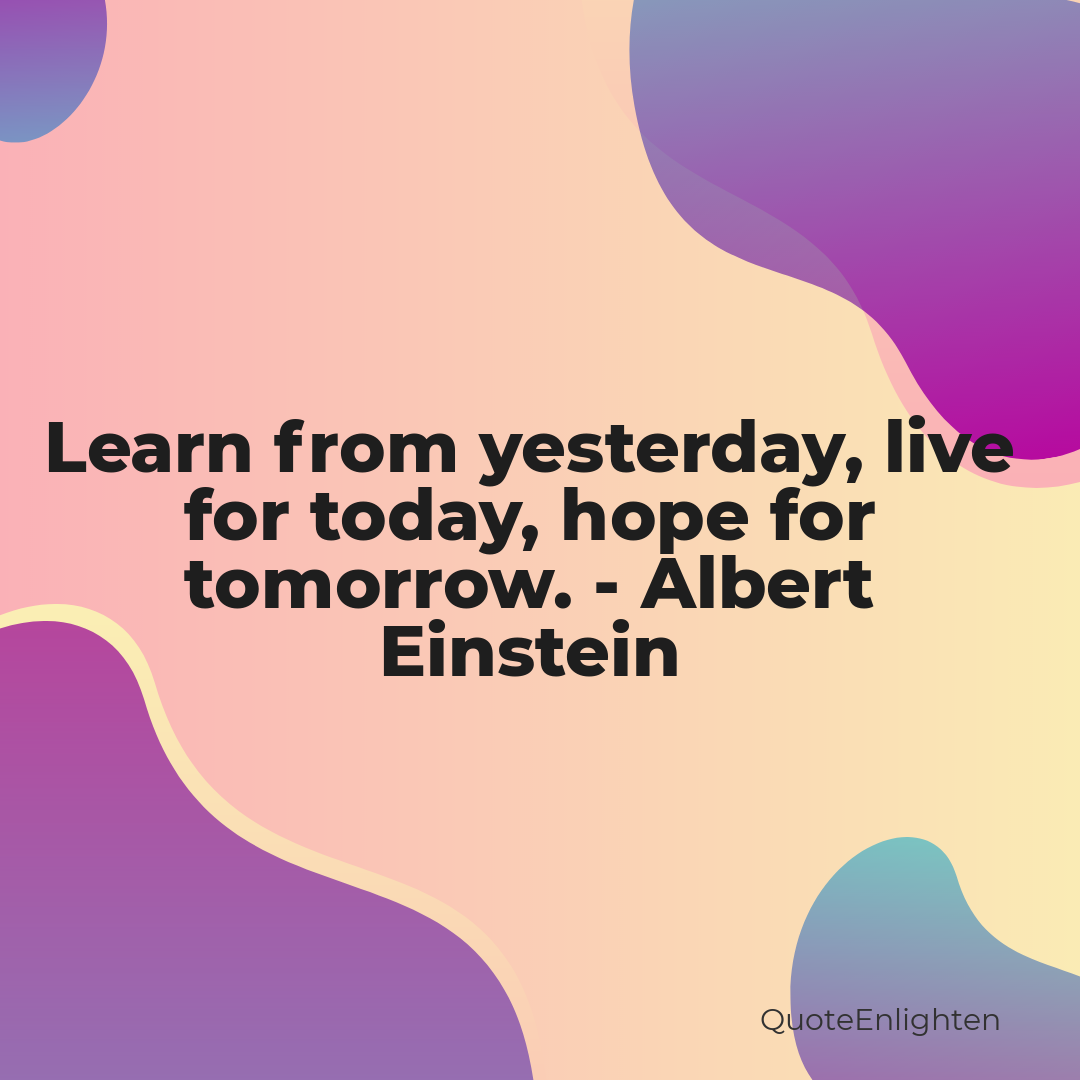 Learn from yesterday, live
for today, hope for
tomorrow. - Albert
Einstein
QuoteEnlighten